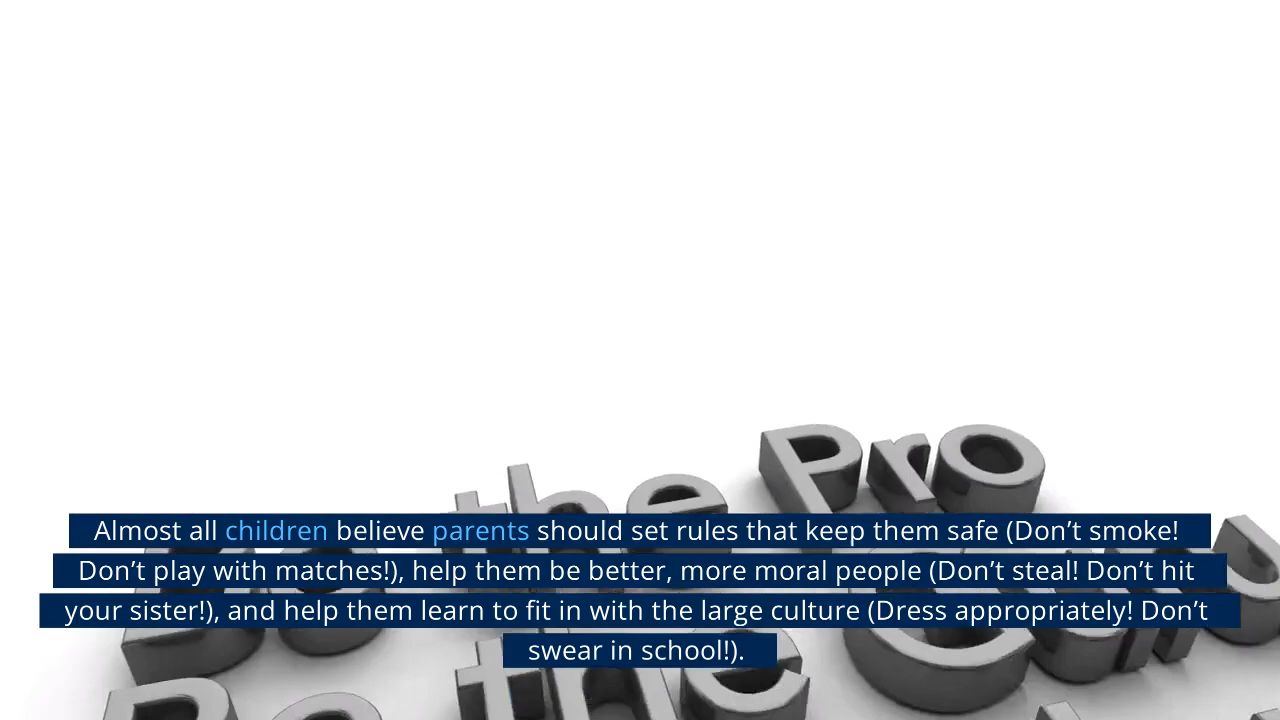 the Pro
Almost all children believe parents should set rules that keep them safe (Don’t smoke!
Don’t play with matches!), help them be better, more moral people (Don’t steal! Don’t hit
your sister!), and help them learn to fit in with the large culture (Dress appropriately! Don’t
swear in school!).
the